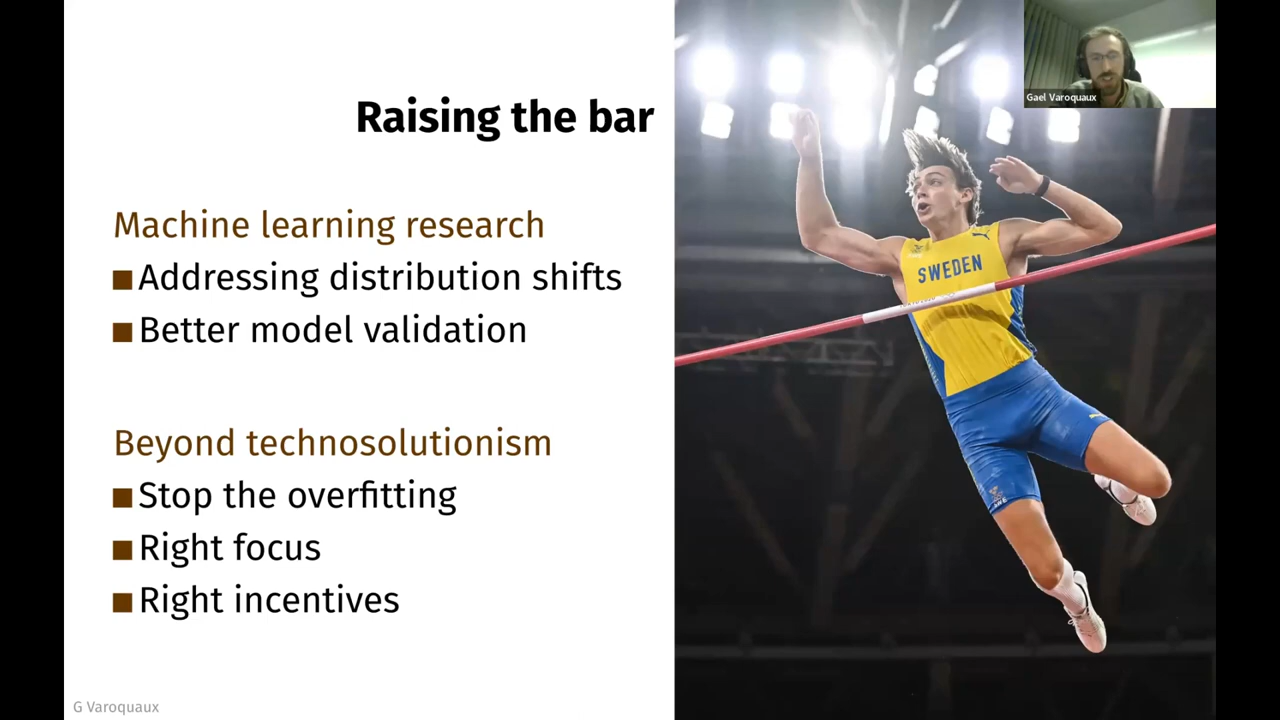 Raising the bar
Gael Varoquaux
Machine learning research
Addressing distribution shifts
Better model validation
SWEDEN
Beyond technosolutionism
Stop the overfitting
Right focus
Right incentives
G Varoquaux